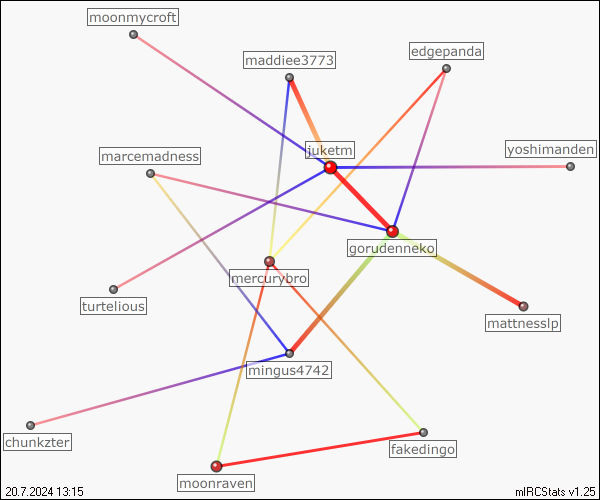 moonmycroft
edgepanda
maddiee3773
juketm
yoshimanden
marcemadness
gorudenneko
mercurybro
turtelious
mattnesslp
mingus4742
chunkzter
fakedingo
moonraven
20.7.2024 13:15
mIRCStats v1.25